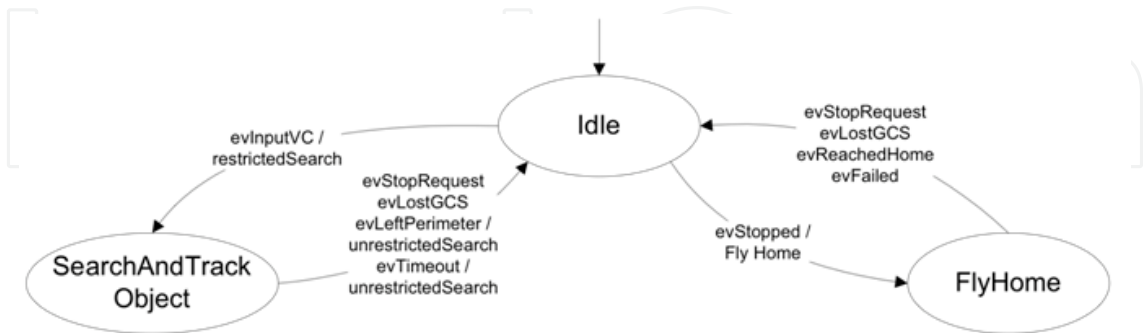 Idle
evInputVC /
restrictedSearch
evStopRequest
evLostGCS
evLeftPerimeter /
unrestrictedSearch
evTimeout /
unrestrictedSearch
evStopRequest
evLostGCS
evReachedHome
evFailed
evStopped /
Fly Home
SearchAndTrack
Object
FlyHome